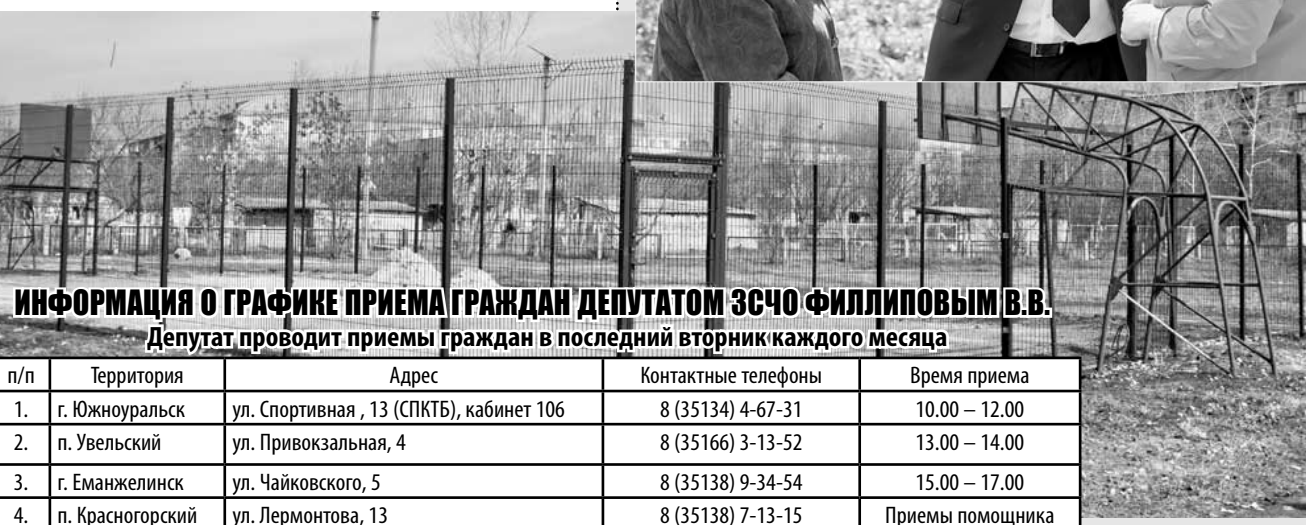 ИНФОРМАЦИЯ О ГРАФИКЕ ПРИЕМА ГРАЖДАН ДЕПУТАТОМ ЗСЧО ФИЛЛИПОВЫМ В.В.
Депутат проводит приемы граждан в последний вторник каждого месяца
п/п Территория Адрес Контактные телефоны Время приема
1. г. Южноуральск ул. Спортивная , 13 (СПКТБ), кабинет 106 8 (35134) 4-67-31 10.00 – 12.00
2. п. Увельский ул. Привокзальная, 4 8 (35166) 3-13-52 13.00 – 14.00
3. г. Еманжелинск ул. Чайковского, 5 8 (35138) 9-34-54 15.00 – 17.00
4. п. Красногорский ул. Лермонтова, 13 8 (35138) 7-13-15 Приемы помощника